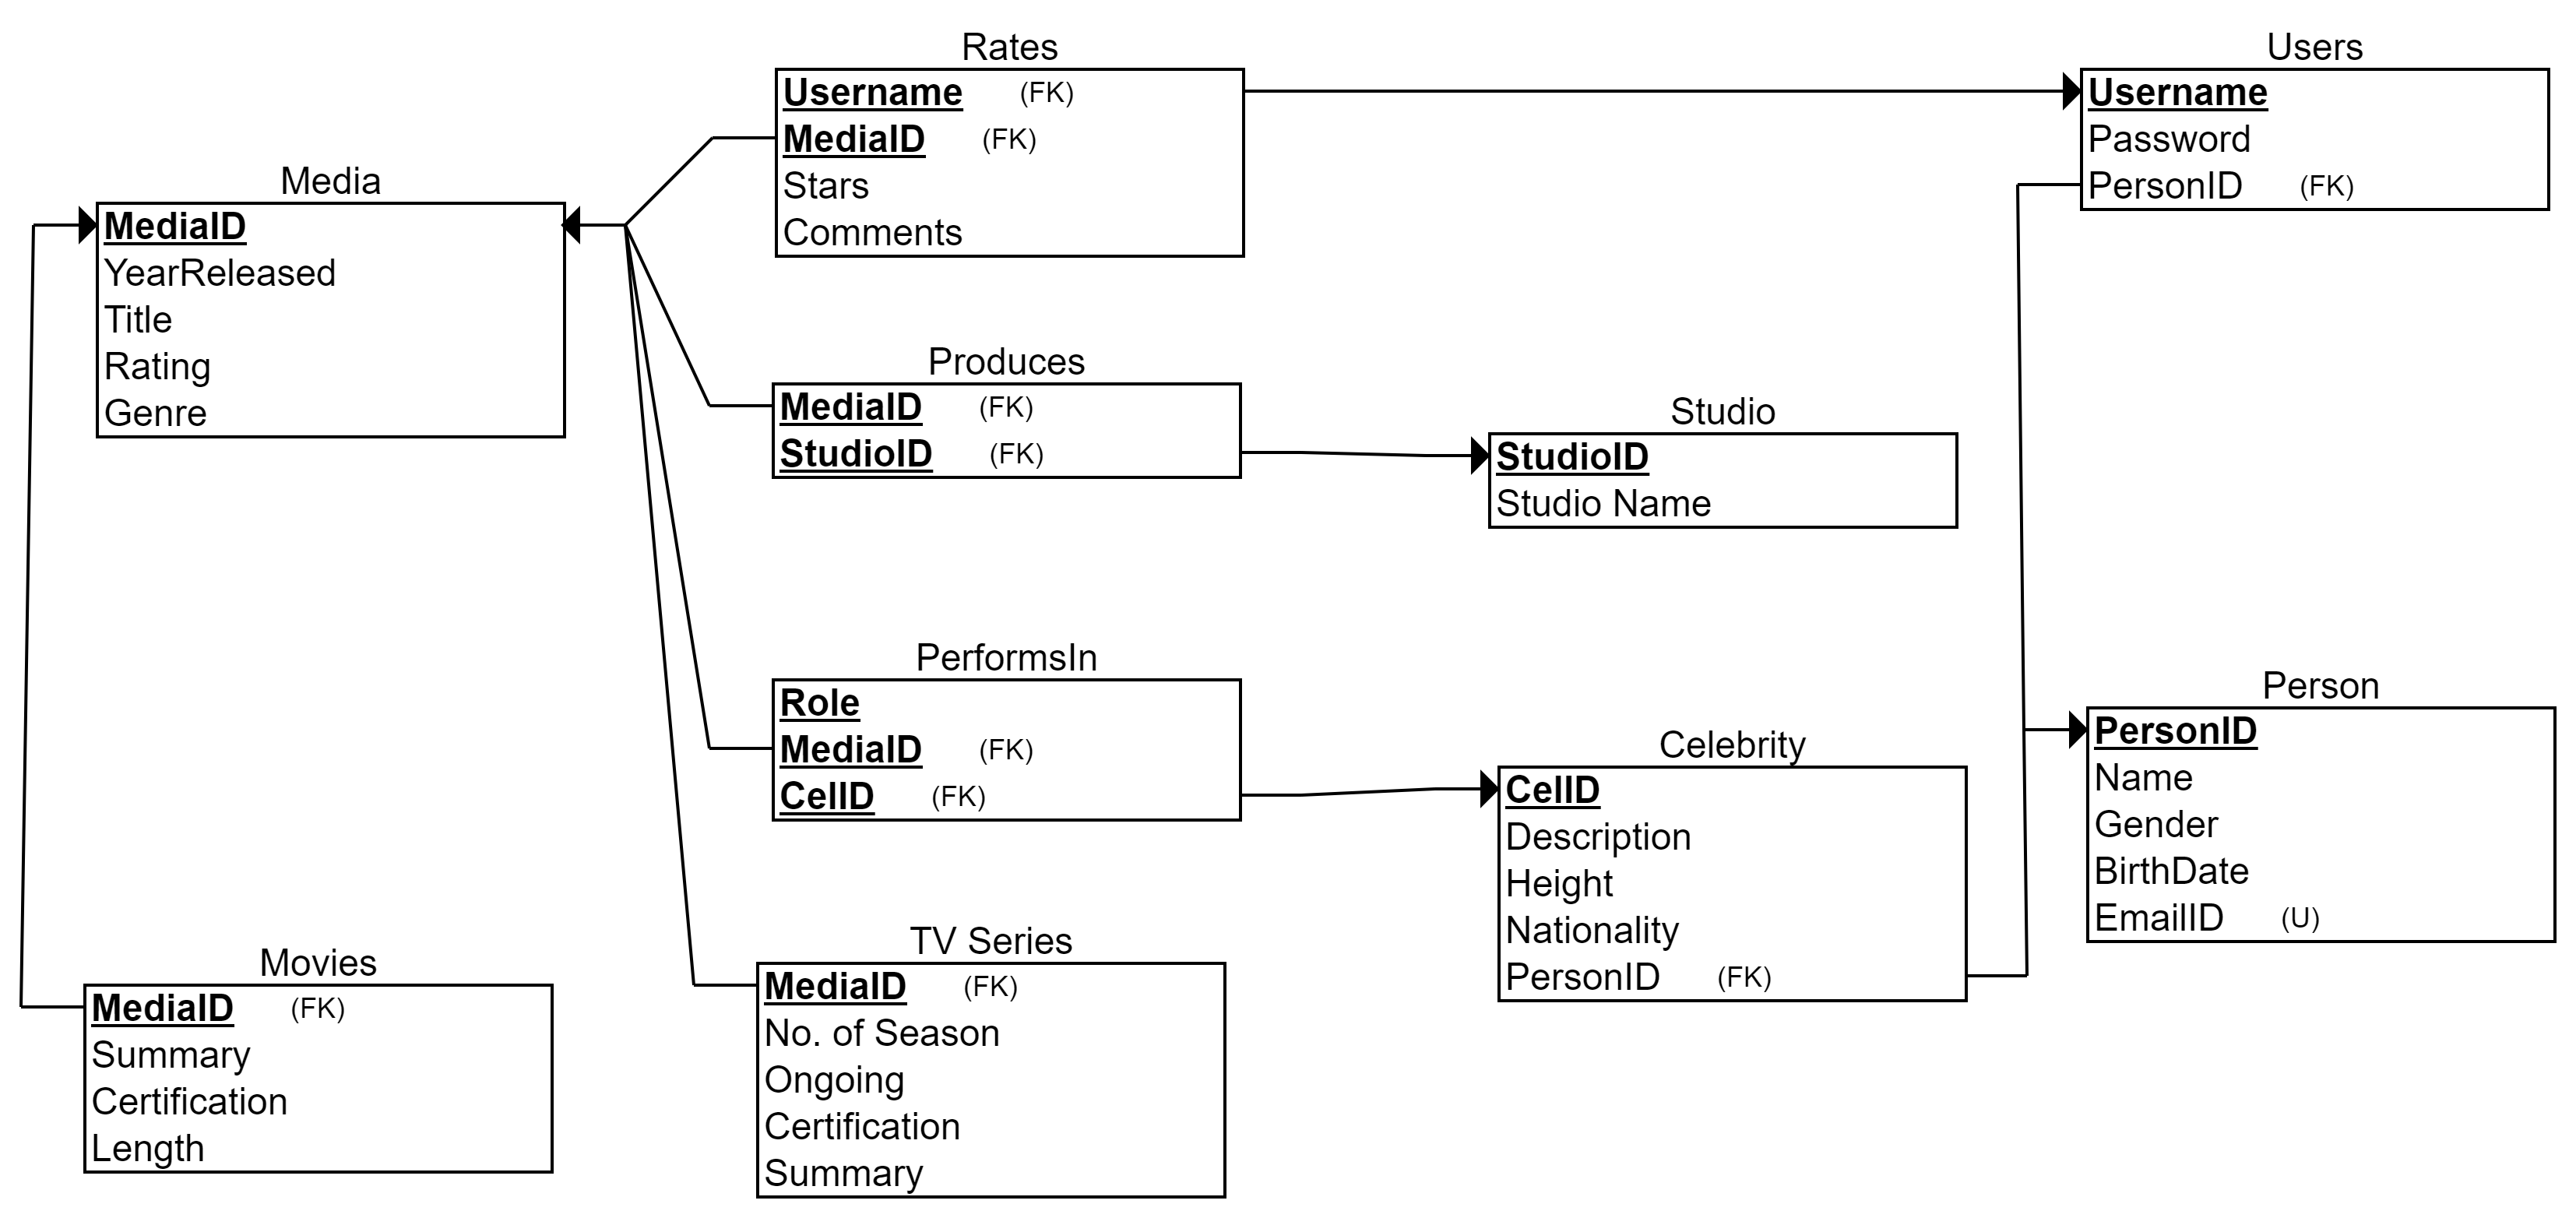 Rates
Username (FK)
MediaID (FK)
Stars
Comments
Users
Username
Password
PersonID (FK)
Media
MediaID
YearReleased
Title
Rating
Genre
Produces
MediaID (FK)
StudioID (FK)
Studio
StudioID
Studio Name
PerformsIn
Role
MediaID (FK)
CelID (FK)
Celebrity
CelID
Description
Height
Nationality
PersonID (FK)
Person
PersonID
Name
Gender
BirthDate
EmailID (U)
Movies
MediaID (FK)
Summary
Certification
Length
TV Series
MediaID (FK)
No. of Season
Ongoing
Certification
Summary